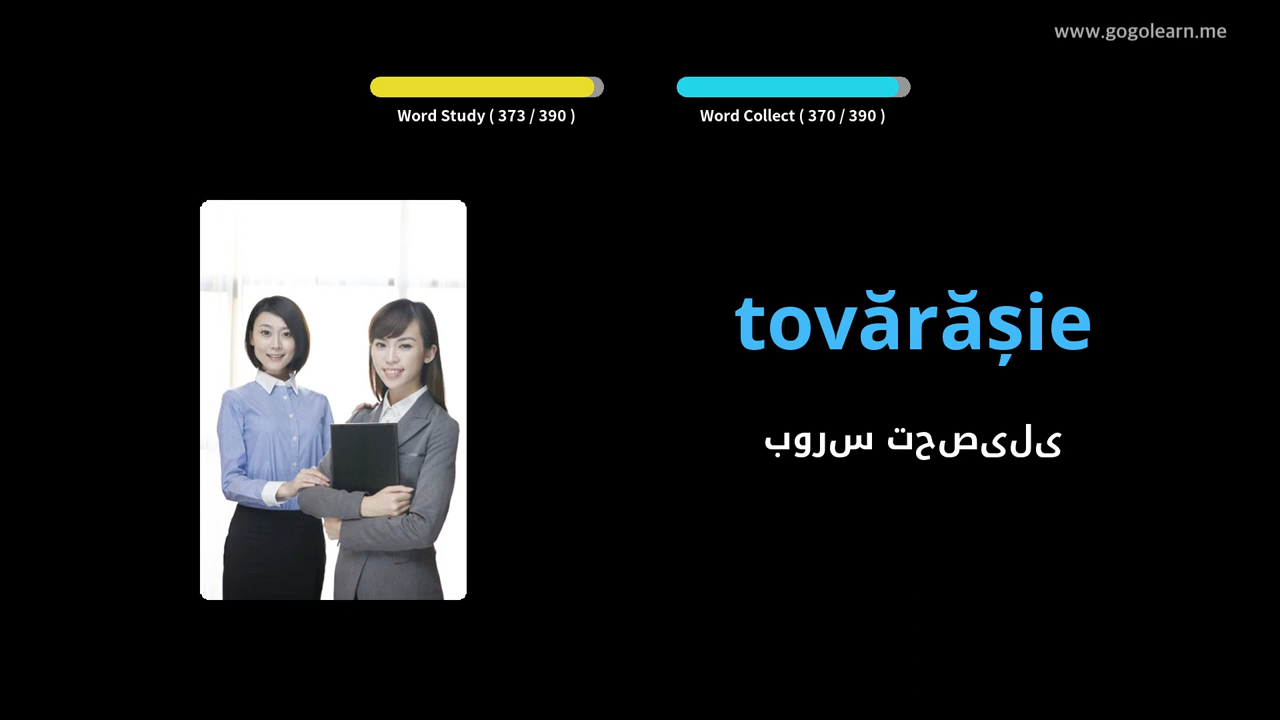 www.gogolearn.me
Word Study ( 373 / 390 )
Word Collect ( 370 / 390 )
tovărășie
بورس تحصیلی